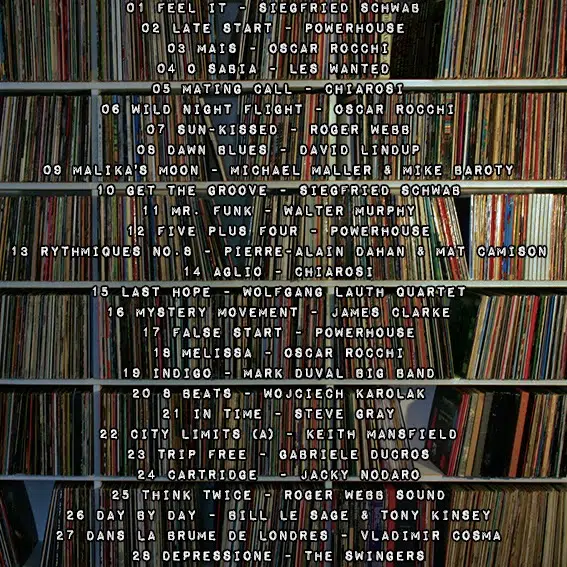 01 FEEL IT - SIEGFRIED SCHWAB
02 LATE START - POWERHOUSE
03 MAIS - OSCAR ROCCHI
04 O SABIA - LES WANTED
05 MATING CALL - CHIAROSI
06 WILD NIGHT FLIGHT - OSCAR ROCCHI
07 SUN-KISSED - ROGER WEBB
08 DAWN BLUES - DAVID LINDUP
09 MALIKA'S MOON - MICHAEL MALLER & MIKE BAROTY
10 GET THE GROOVE - SIEGFRIED SCHWAB
11 MR. FUNK - WALTER MURPHY
12 FIVE PLUS FOUR - POWERHOUSE
13 RYTHMIQUES NO.8 - PIERRE-ALAIN DAHAN & MAT CAMISON
14 AGLIO - CHIAROSI
15 LAST HOPE - WOLFGANG LAUTH QUARTET
16 MYSTERY MOVEMENT - JAMES CLARKE
17 FALSE START - POWERHOUSE
18 MELISSA - OSCAR ROCCHI
19 INDIGO - MARK DUVAL BIG BAND
20 8 BEATS - WOJCIECH KAROLAK
21 IN TIME - STEVE GRAY
22 CITY LIMITS (A) - KEITH MANSFIELD
23 TRIP FREE - GABRIELE DUCROS
24 CARTRIDGE - JACKY NODARO
25 THINK TWICE - ROGER WEBB SOUND
26 DAY BY DAY - BILL LE SAGE & TONY KINSEY
27 DANS LA BRUME DE LONDRES - VLADIMIR COSMA
28 DEPRESSIONE - THE SWINGERS